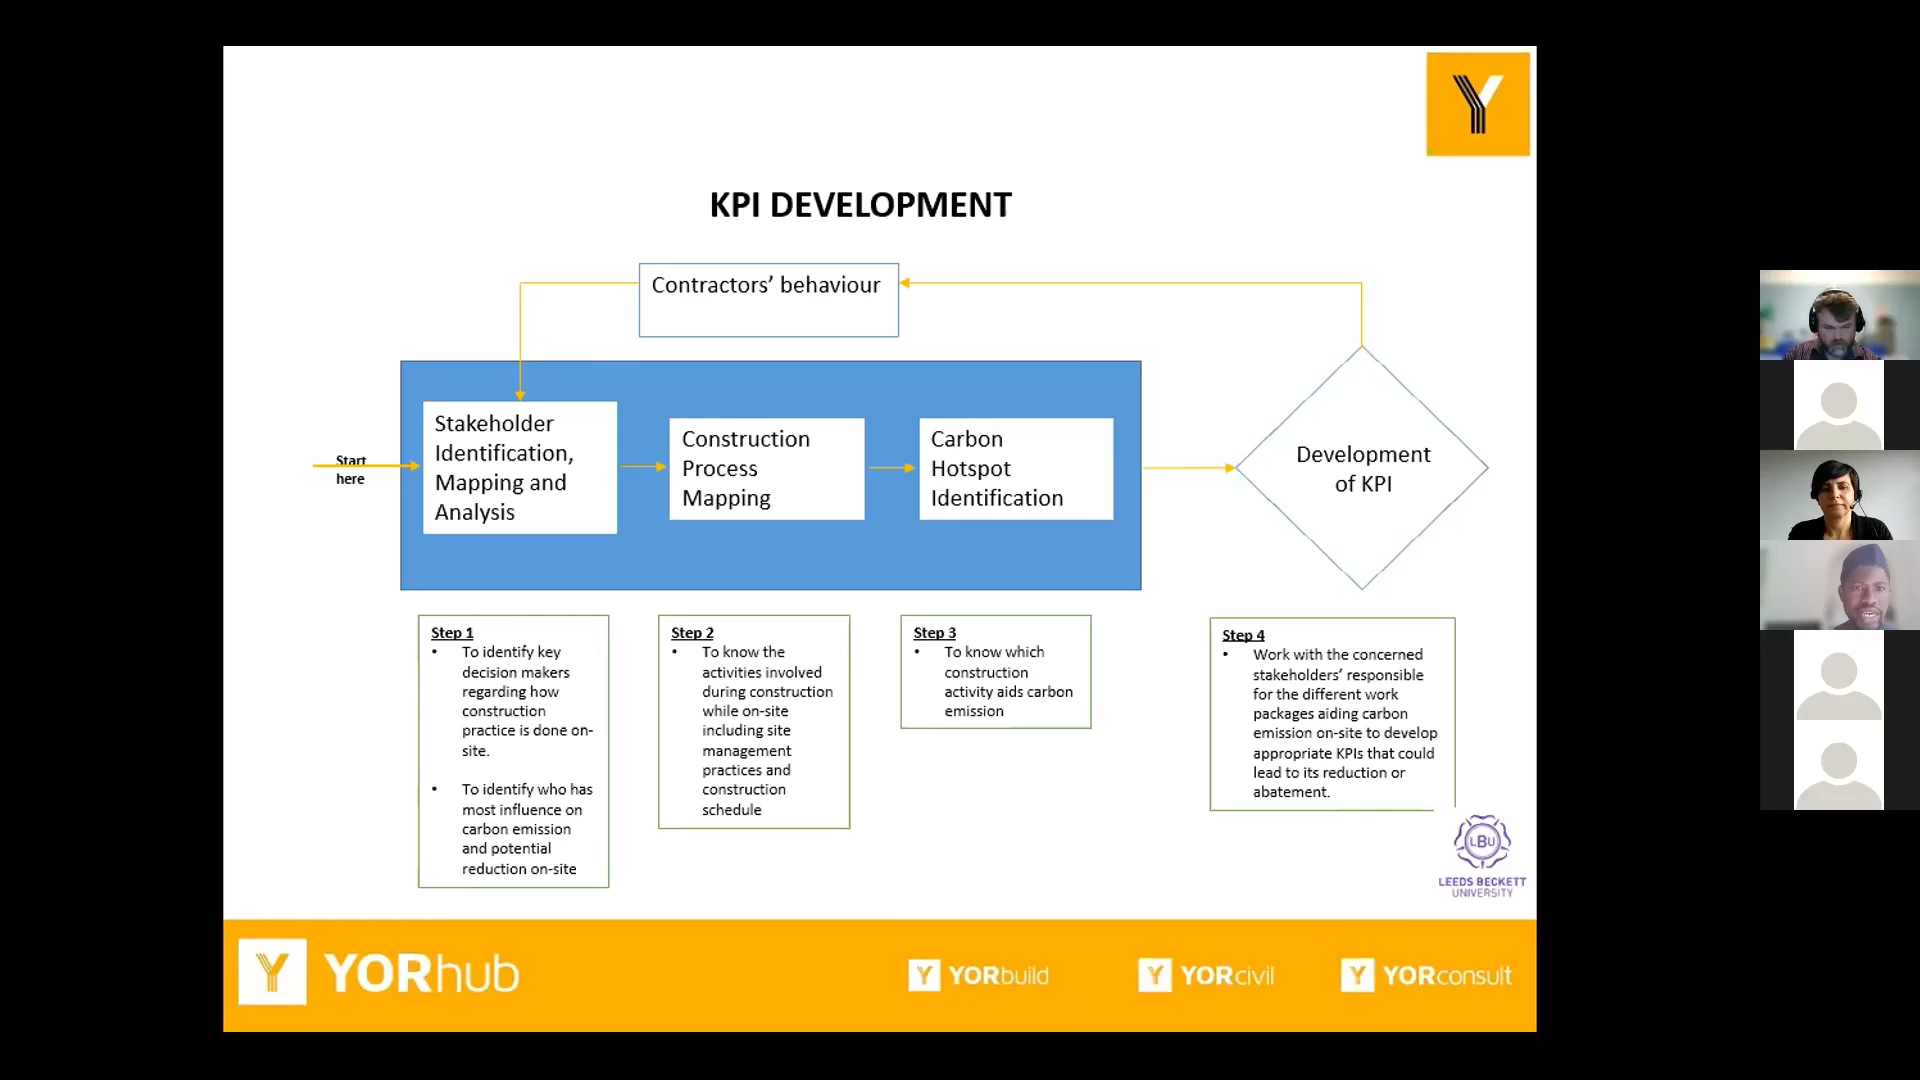 Y
KPI DEVELOPMENT
Contractors’ behaviour
Start
here
Stakeholder
Identification,
Mapping and
Analysis
Construction
Process
Mapping
Carbon
Hotspot
Identification
Development
of KPI
Step 1
• To identify key
decision makers
regarding how
construction
practice is done on-
site.
• To identify who has
most influence on
carbon emission
and potential
reduction on-site
Step 2
• To know the
activities involved
during construction
while on-site
including site
management
practices and
construction
schedule
Step 3
• To know which
construction
activity aids carbon
emission
Step 4
• Work with the concerned
stakeholders’ responsible
for the different work
packages aiding carbon
emission on-site to develop
appropriate KPIs that could
lead to its reduction or
abatement.
LBU
LEEDS BECKETT
UNIVERSITY
Y YORhub
Y YORbuild
Y YORcivil
Y YORconsult